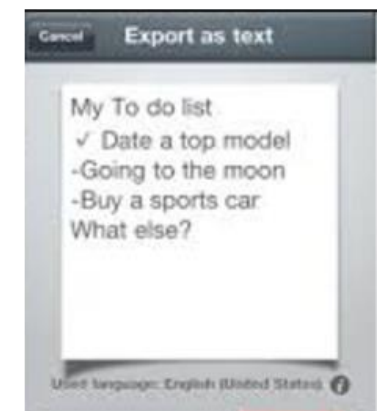 Cancel
Export as text
My To do list
✓ Date a top model
-Going to the moon
-Buy a sports car
What else?
Used language: English (United States)